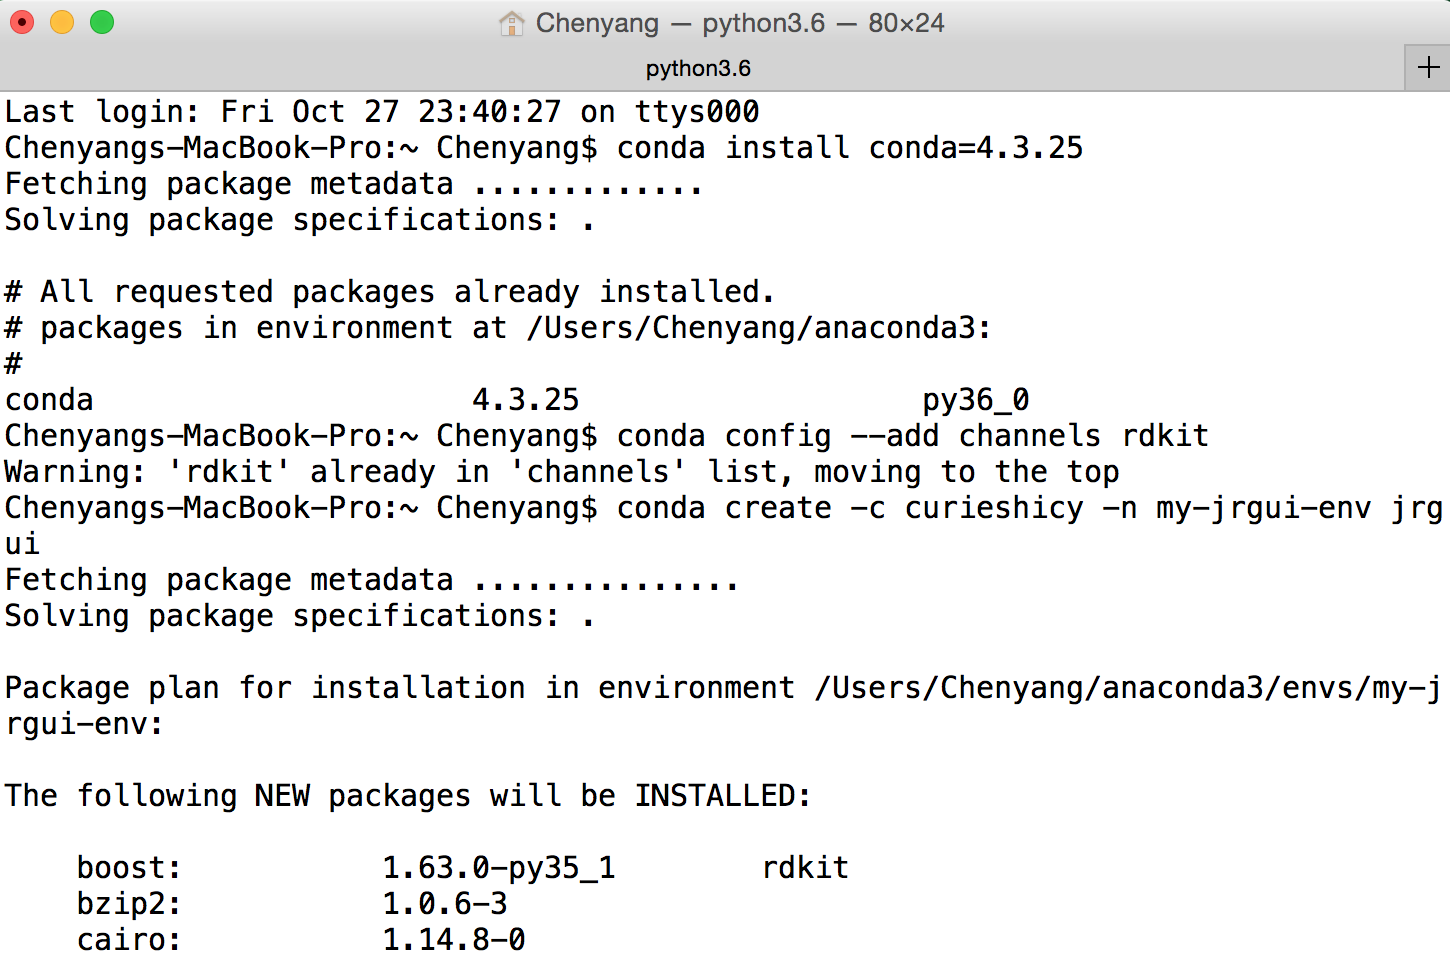 Chenyang — python3.6 — 80×24
python3.6
+
Last login: Fri Oct 27 23:40:27 on ttys000
Chenyangs-MacBook-Pro:~ Chenyang$ conda install conda=4.3.25
Fetching package metadata .............
Solving package specifications: .
# All requested packages already installed.
# packages in environment at /Users/Chenyang/anaconda3:
#
conda                     4.3.25                   py36_0
Chenyangs-MacBook-Pro:~ Chenyang$ conda config --add channels rdkit
Warning: 'rdkit' already in 'channels' list, moving to the top
Chenyangs-MacBook-Pro:~ Chenyang$ conda create -c curieshicy -n my-jrgui-env jrg
ui
Fetching package metadata ...............
Solving package specifications: .
Package plan for installation in environment /Users/Chenyang/anaconda3/envs/my-j
rgui-env:
The following NEW packages will be INSTALLED:
    boost:           1.63.0-py35_1        rdkit
    bzip2:           1.0.6-3
    cairo:           1.14.8-0